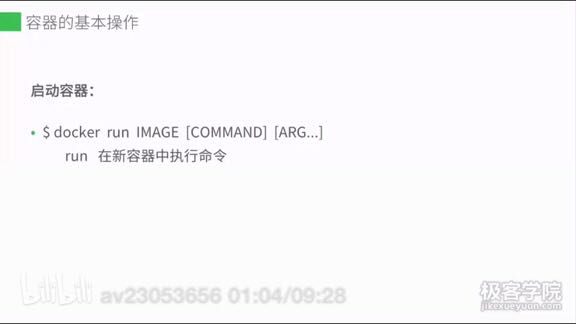 容器的基本操作
启动容器：
• $ docker run IMAGE [COMMAND] [ARG...]
run 在新容器中执行命令
bilibili av23053656 01:04/09:28
极客学院
jikexueyuan.com